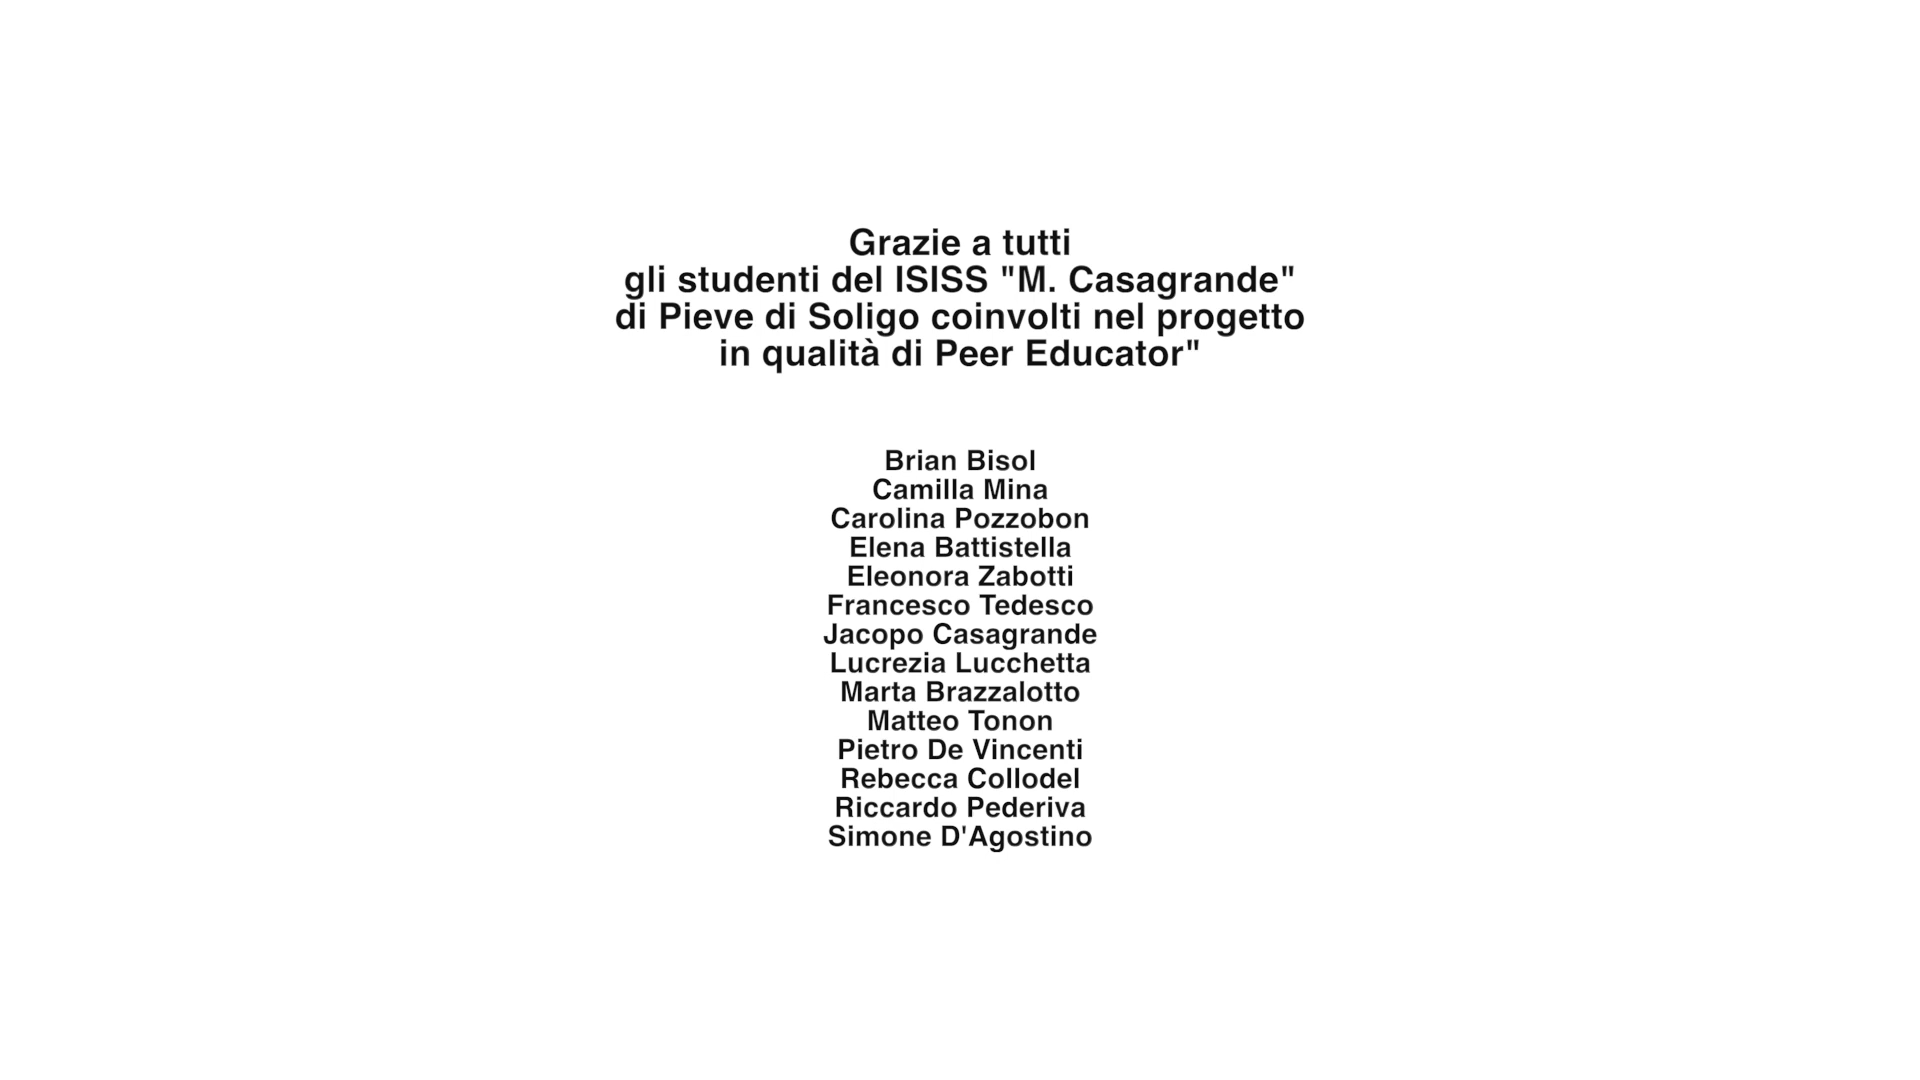 Grazie a tutti
gli studenti del ISISS "M. Casagrande"
di Pieve di Soligo coinvolti nel progetto
in qualità di Peer Educator"
Brian Bisol
Camilla Mina
Carolina Pozzobon
Elena Battistella
Eleonora Zabotti
Francesco Tedesco
Jacopo Casagrande
Lucrezia Lucchetta
Marta Brazzalotto
Matteo Tonon
Pietro De Vincenti
Rebecca Collodel
Riccardo Pederiva
Simone D'Agostino